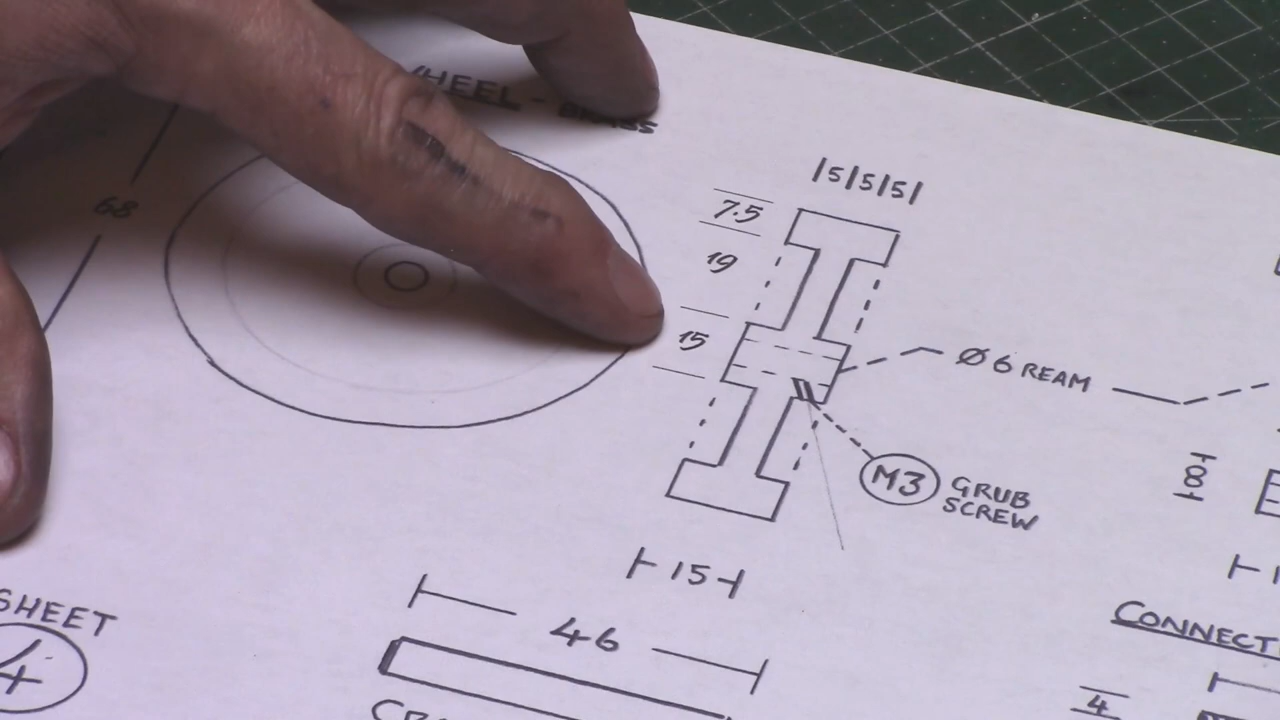 HEEL - BRASS
68
|5|5|5|
7.5
19
15
Ø 6 REAM
M3 GRUB
SCREW
8
15
46
SHEET
4
CONNECT
4